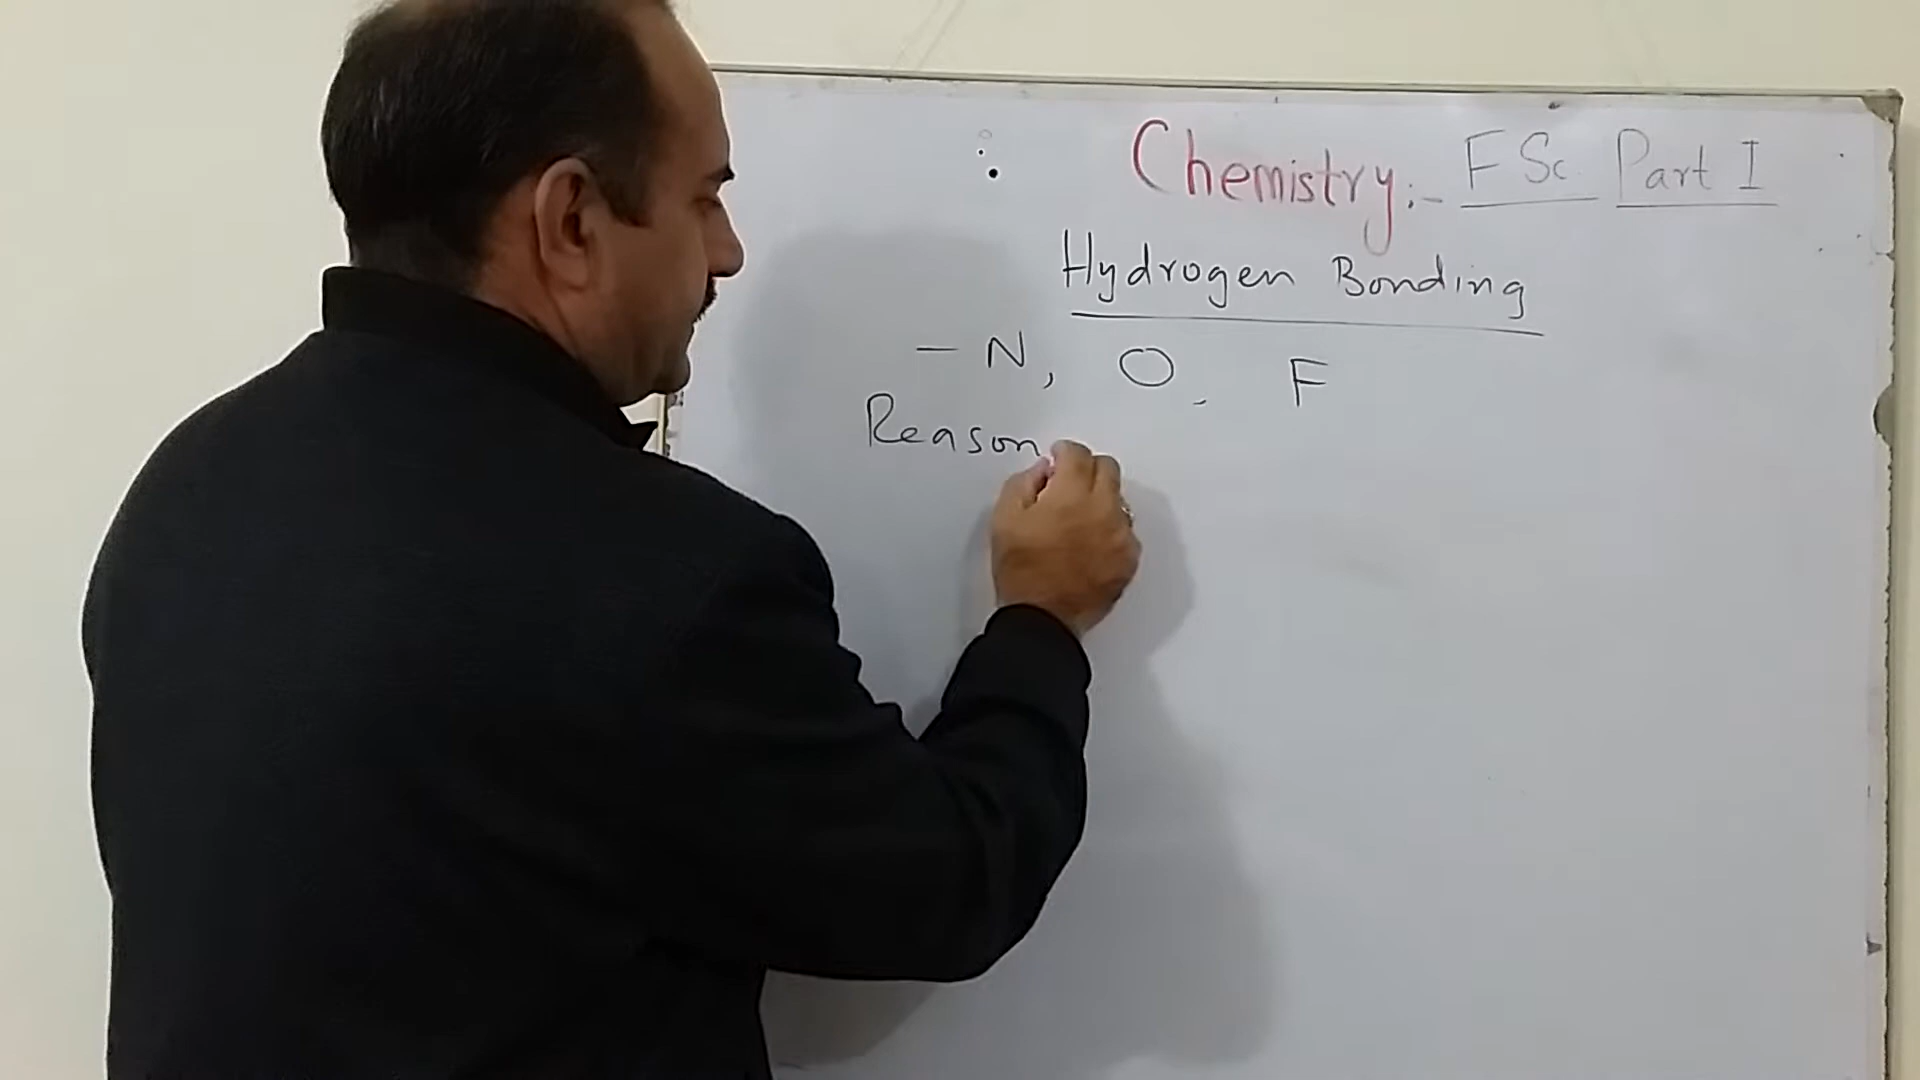 Chemistry:- FSc Part I
Hydrogen Bonding
- N, O, F
Reason